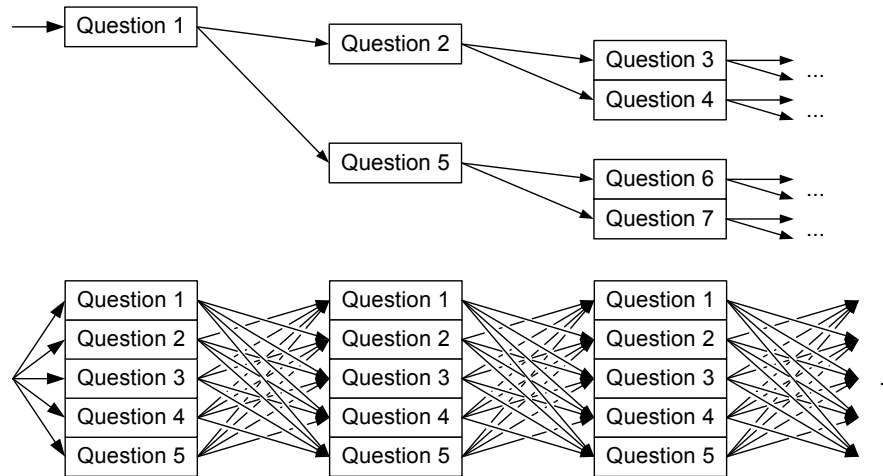 Question 1
Question 2
Question 3
...
Question 4
...
Question 5
Question 6
...
Question 7
...
Question 1 Question 1 Question 1
Question 2 Question 2 Question 2
Question 3 Question 3 Question 3
Question 4 Question 4 Question 4
Question 5 Question 5 Question 5